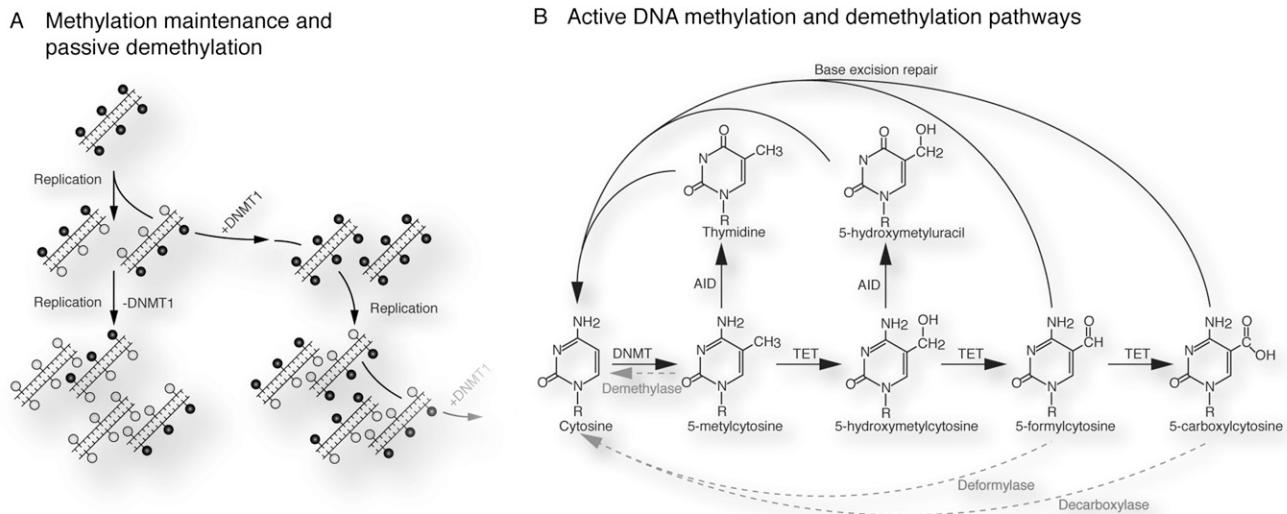 A Methylation maintenance and
passive demethylation
Replication
+DNMT1
Replication
-DNMT1
Replication
+DNMT1
B Active DNA methylation and demethylation pathways
Base excision repair
O
N
O
N
CH3
R
Thymidine
O
OH
CH2
N
O
N
R
5-hydroxymetyluracil
AID
AID
NH2
N
O
N
R
Cytosine
DNMT
Demethylase
NH2
CH3
N
O
N
R
5-metylcytosine
TET
NH2
OH
CH2
N
O
N
R
5-hydroxymetylcytosine
TET
NH2
O
CH
N
O
N
R
5-formylcytosine
TET
NH2
O
C
OH
N
O
N
R
5-carboxylcytosine
Deformylase
Decarboxylase